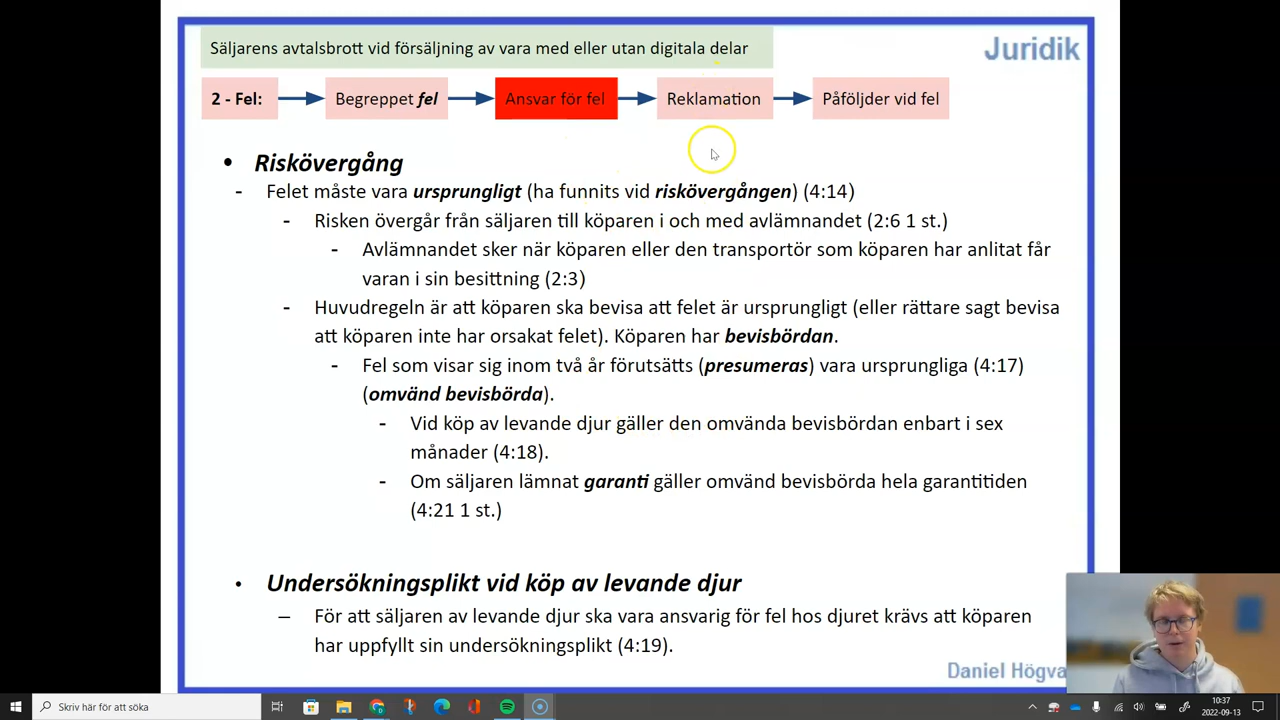 Säljarens avtalsbrott vid försäljning av vara med eller utan digitala delar
Juridik
2 - Fel:
Begreppet fel
Ansvar för fel
Reklamation
Påföljder vid fel
• Riskövergång
- Felet måste vara ursprungligt (ha funnits vid riskövergången) (4:14)
- Risken övergår från säljaren till köparen i och med avlämnandet (2:6 1 st.)
- Avlämnandet sker när köparen eller den transportör som köparen har anlitat får
varan i sin besittning (2:3)
- Huvudregeln är att köparen ska bevisa att felet är ursprungligt (eller rättare sagt bevisa
att köparen inte har orsakat felet). Köparen har bevisbördan.
- Fel som visar sig inom två år förutsätts (presumeras) vara ursprungliga (4:17)
(omvänd bevisbörda).
- Vid köp av levande djur gäller den omvända bevisbördan enbart i sex
månader (4:18).
- Om säljaren lämnat garanti gäller omvänd bevisbörda hela garantitiden
(4:21 1 st.)
• Undersökningsplikt vid köp av levande djur
– För att säljaren av levande djur ska vara ansvarig för fel hos djuret krävs att köparen
har uppfyllt sin undersökningsplikt (4:19).
Daniel Högva
Skriv här för att söka
10:37
2022-09-13